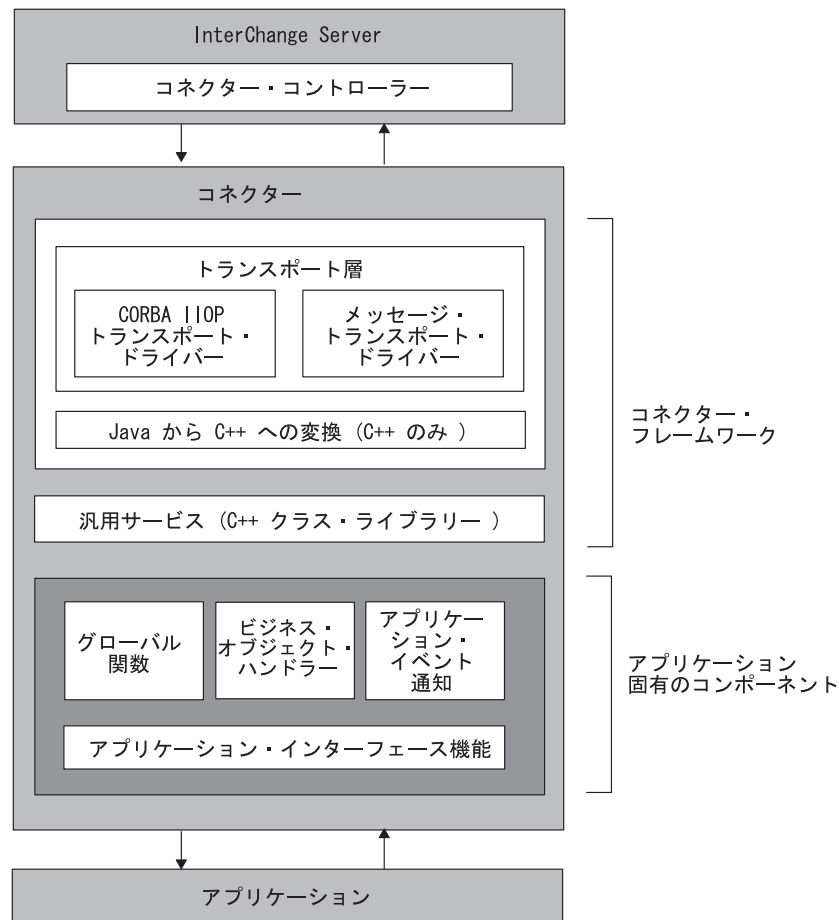 InterChange Server
コネクター・コントローラー
コネクター
トランスポート層
CORBA IIOP
トランスポート・
ドライバー
メッセージ・
トランスポート・
ドライバー
Java から C++ への変換 (C++ のみ )
汎用サービス (C++ クラス・ライブラリー )
コネクター・
フレームワーク
グローバル
関数
ビジネス・
オブジェクト・
ハンドラー
アプリケー
ション・
イベント
通知
アプリケーション・インターフェース機能
アプリケーション
固有のコンポーネント
アプリケーション